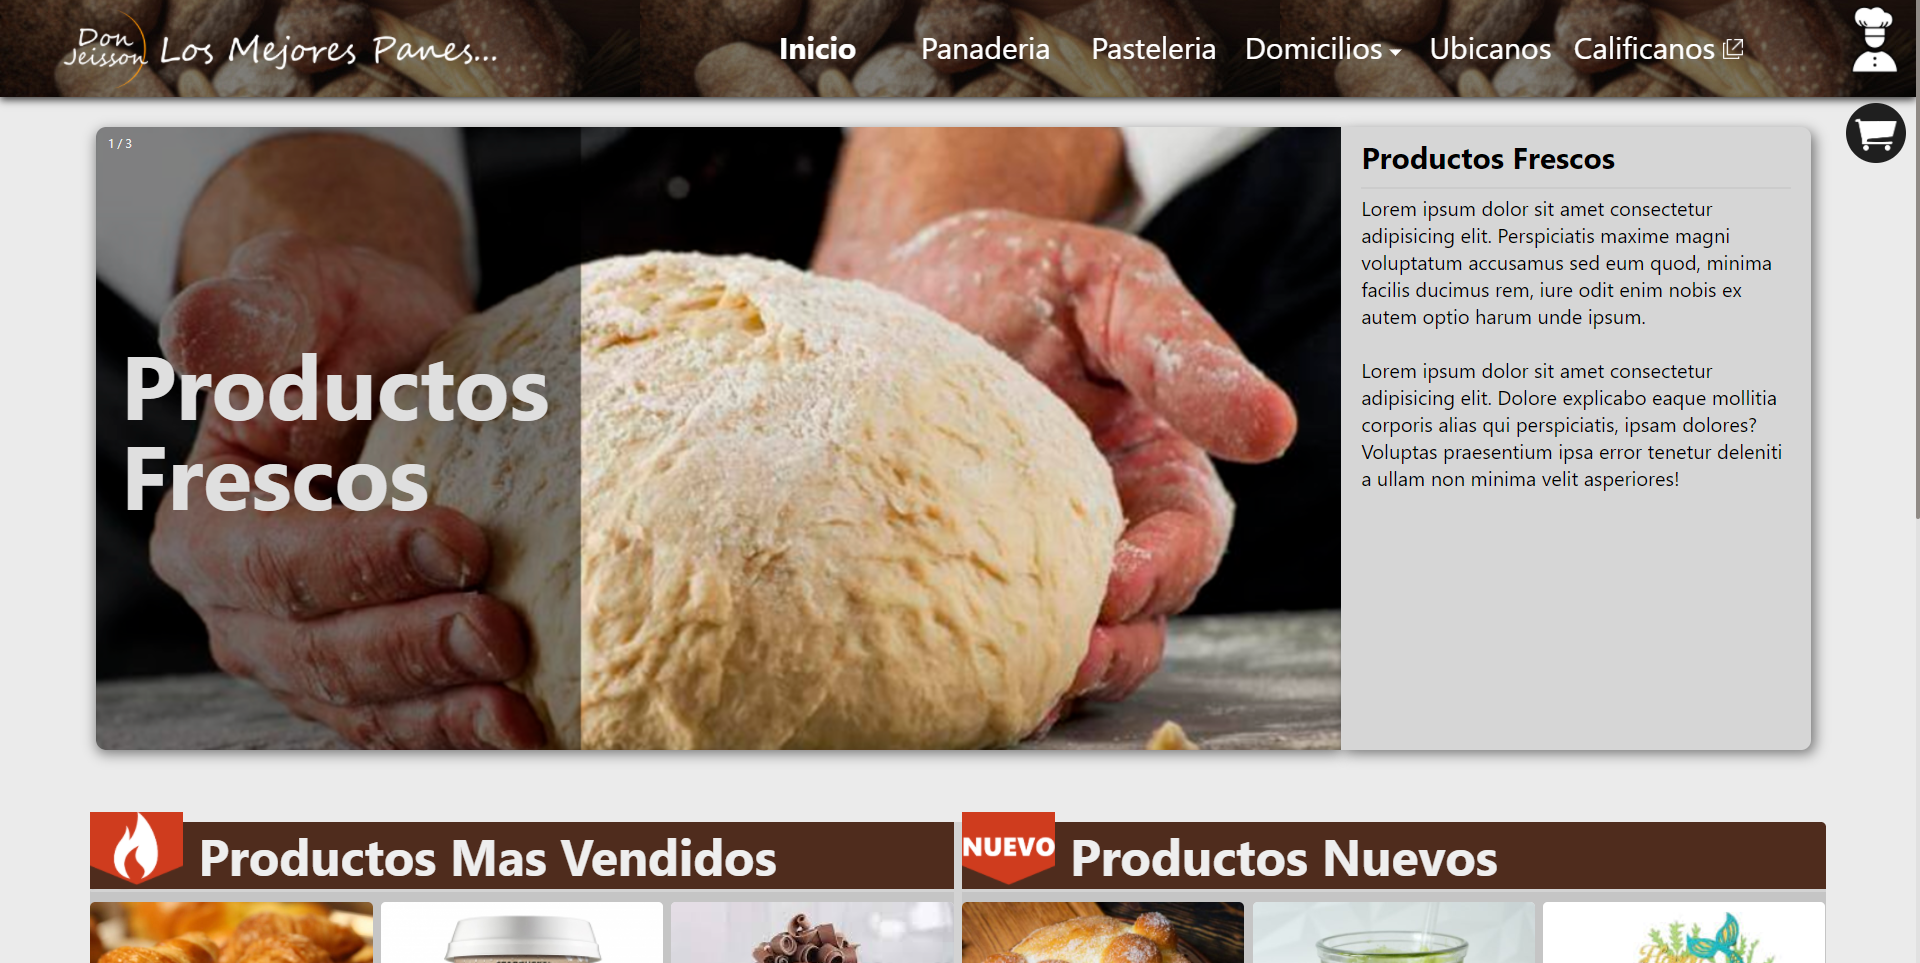 Don
Jeisson
Los Mejores Panes...
Inicio
Panaderia
Pasteleria
Domicilios
Ubicanos
Calificanos
1 / 3
Productos
Frescos
Productos Frescos
Lorem ipsum dolor sit amet consectetur
adipisicing elit. Perspiciatis maxime magni
voluptatum accusamus sed eum quod, minima
facilis ducimus rem, iure odit enim nobis ex
autem optio harum unde ipsum.
Lorem ipsum dolor sit amet consectetur
adipisicing elit. Dolore explicabo eaque mollitia
corporis alias qui perspiciatis, ipsam dolores?
Voluptas praesentium ipsa error tenetur deleniti
a ullam non minima velit asperiores!
Productos Mas Vendidos
NUEVO
Productos Nuevos